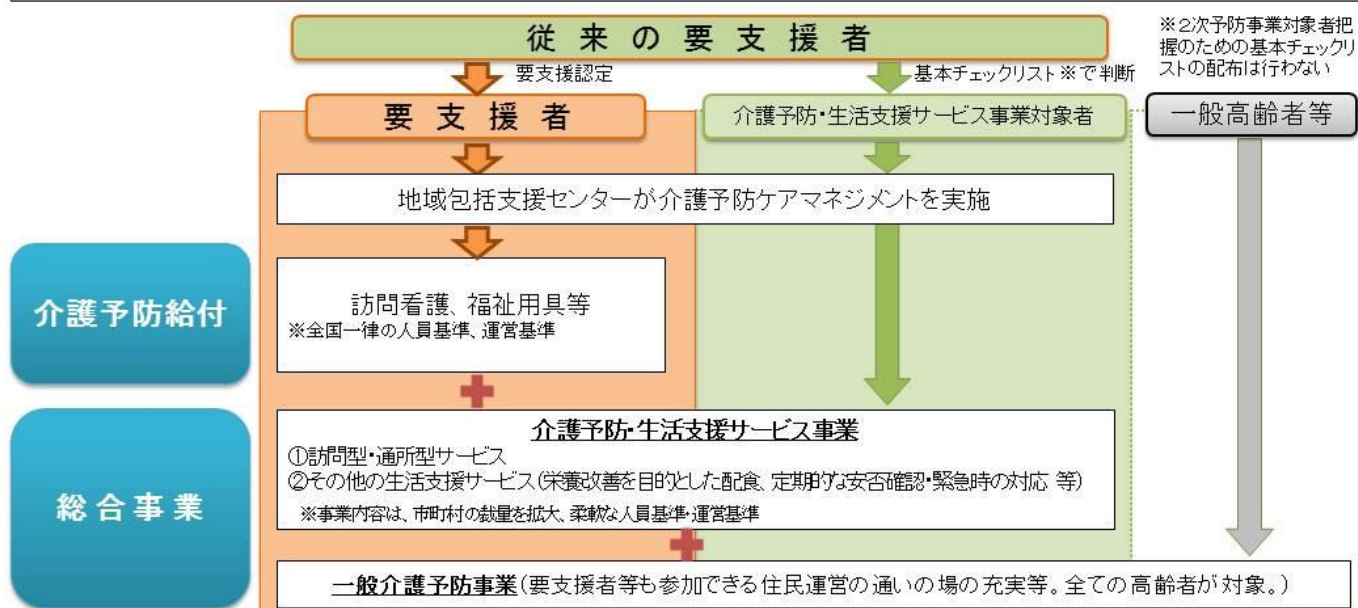 従来の要支援者
※２次予防事業対象者把
握のための基本チェックリ
ストの配布は行わない
要支援認定
基本チェックリスト※で判断
要支援者
介護予防・生活支援サービス事業対象者
一般高齢者等
地域包括支援センターが介護予防ケアマネジメントを実施
介護予防給付
訪問看護、福祉用具等
※全国一律の人員基準、運営基準
総合事業
介護予防・生活支援サービス事業
①訪問型・通所型サービス
②その他の生活支援サービス(栄養改善を目的とした配食、定期的な安否確認・緊急時の対応 等)
※事業内容は、市町村の裁量を拡大、柔軟な人員基準・運営基準
一般介護予防事業(要支援者等も参加できる住民運営の通いの場の充実等。全ての高齢者が対象。)